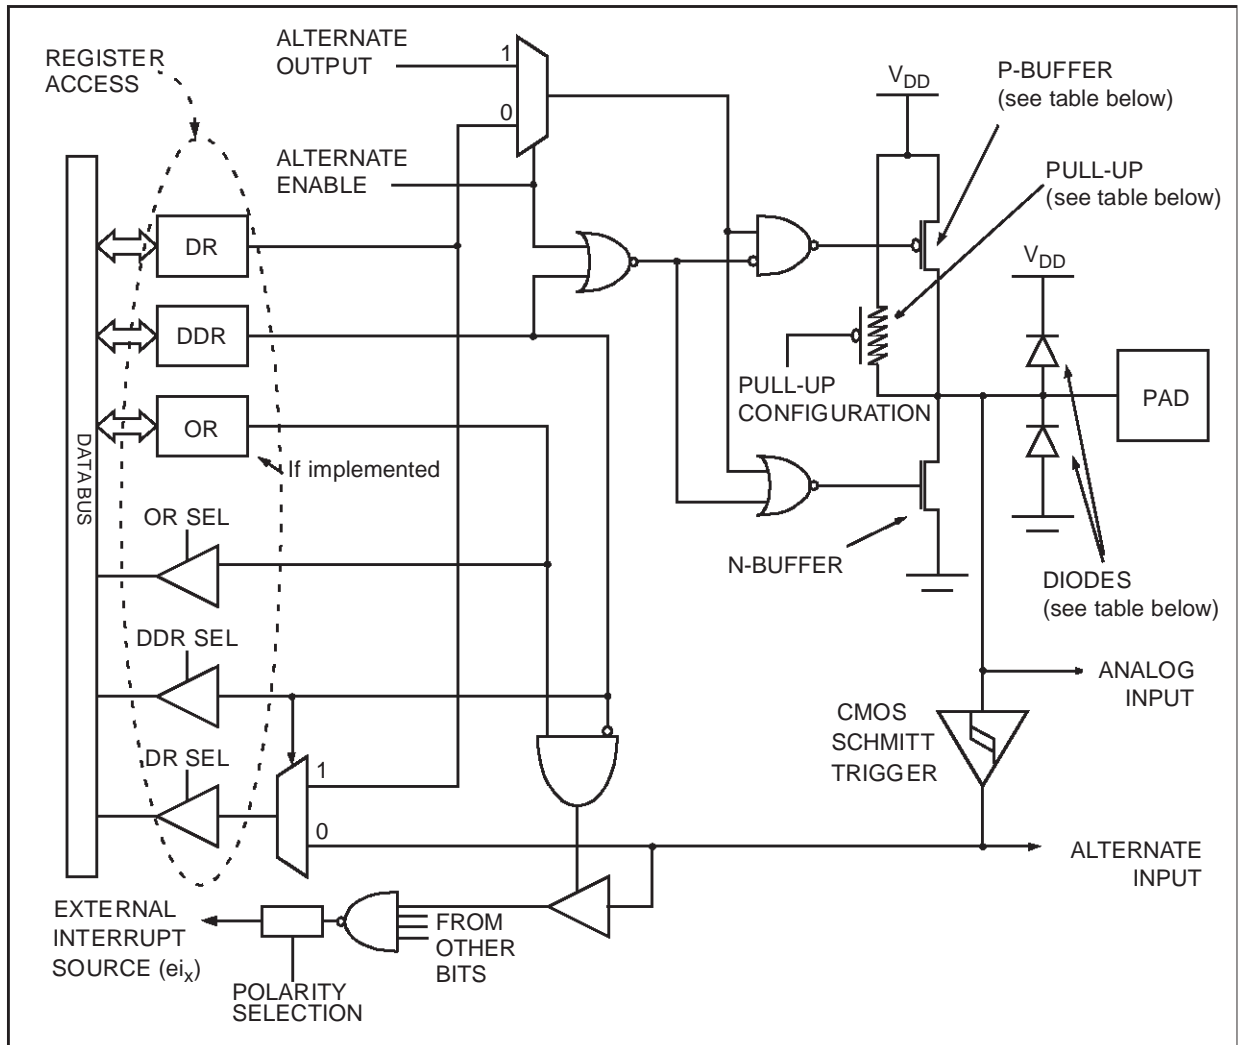 REGISTER
ACCESS
ALTERNATE
OUTPUT
1
0
ALTERNATE
ENABLE
VDD
P-BUFFER
(see table below)
PULL-UP
(see table below)
VDD
DR
DDR
OR
If implemented
DATA BUS
PULL-UP
CONFIGURATION
PAD
N-BUFFER
DIODES
(see table below)
OR SEL
DDR SEL
DR SEL
1
0
ANALOG
INPUT
CMOS
SCHMITT
TRIGGER
ALTERNATE
INPUT
EXTERNAL
INTERRUPT
SOURCE (eix)
FROM
OTHER
BITS
POLARITY
SELECTION